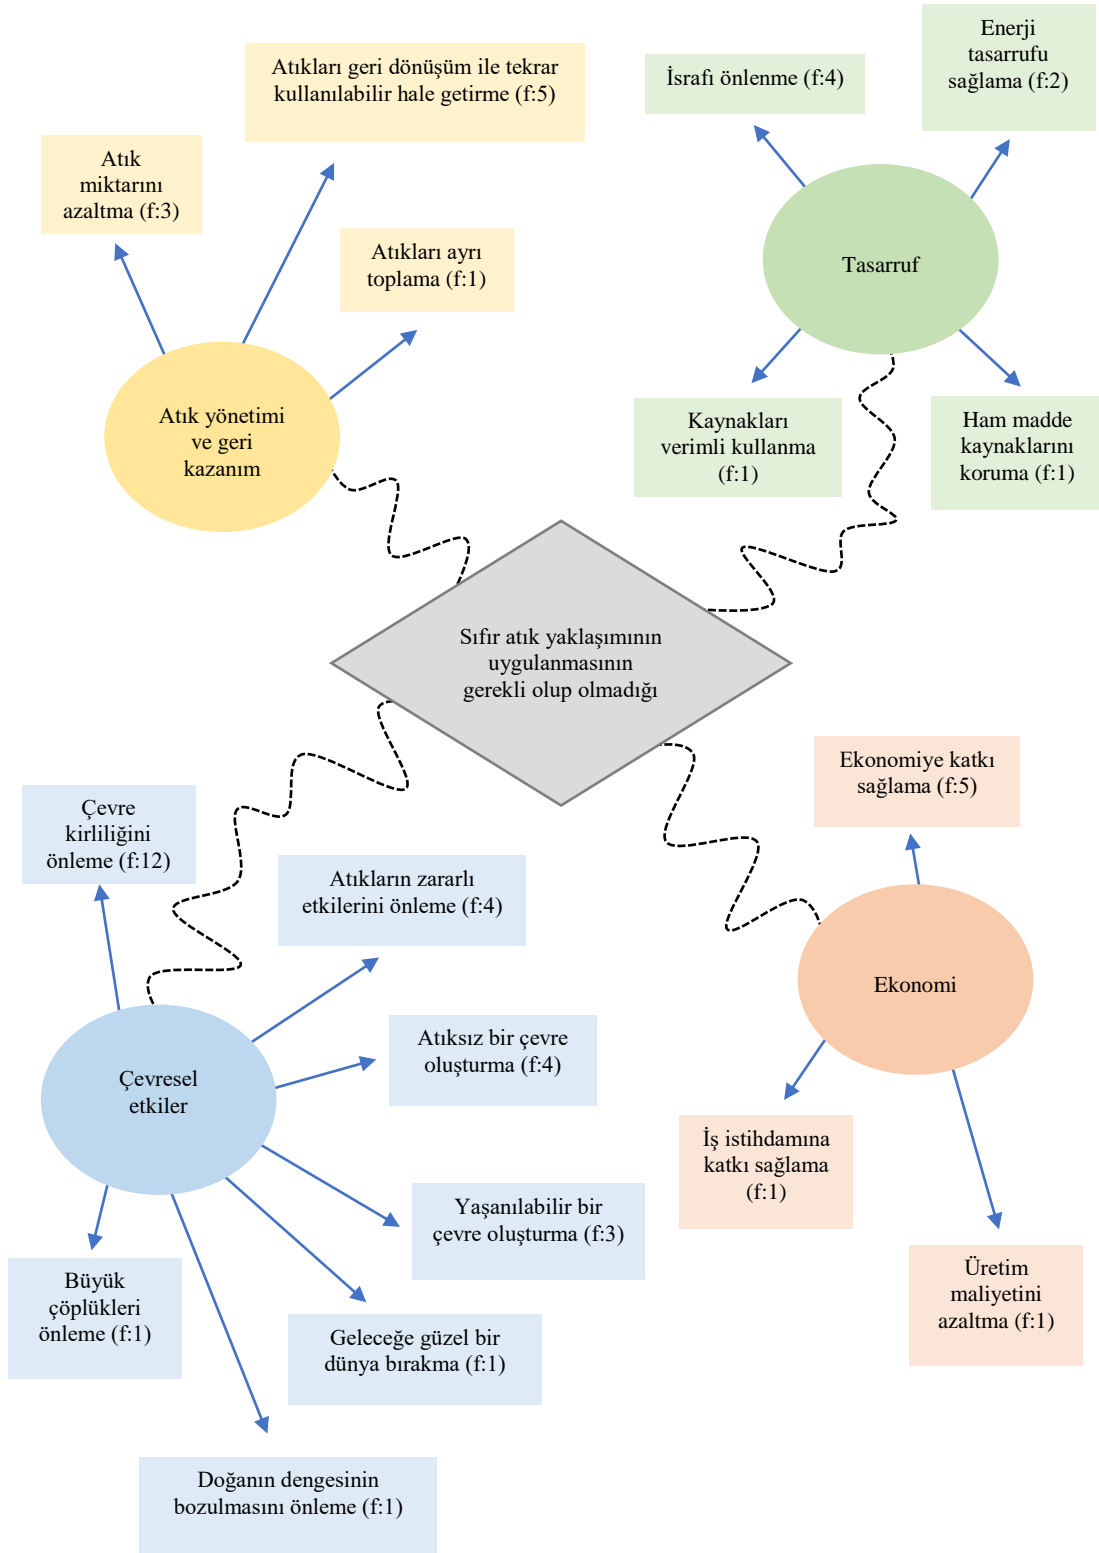 Atıkları geri dönüşüm ile tekrar
kullanılabilir hale getirme (f:5)
Atık
miktarını
azaltma (f:3)
Atıkları ayrı
toplama (f:1)
Atık yönetimi
ve geri
kazanım
Enerji
tasarrufu
sağlama (f:2)
İsrafı önlenme (f:4)
Tasarruf
Kaynakları
verimli kullanma
(f:1)
Ham madde
kaynaklarını
koruma (f:1)
Sıfır atık yaklaşımının
uygulanmasının
gerekli olup olmadığı
Çevre
kirliliğini
önleme (f:12)
Atıkların zararlı
etkilerini önleme (f:4)
Atıksız bir çevre
oluşturma (f:4)
Çevresel
etkiler
Yaşanılabilir bir
çevre oluşturma (f:3)
Büyük
çöplükleri
önleme (f:1)
Geleceğe güzel bir
dünya bırakma (f:1)
Doğanın dengesinin
bozulmasını önleme (f:1)
Ekonomiye katkı
sağlama (f:5)
Ekonomi
İş istihdamına
katkı sağlama
(f:1)
Üretim
maliyetini
azaltma (f:1)